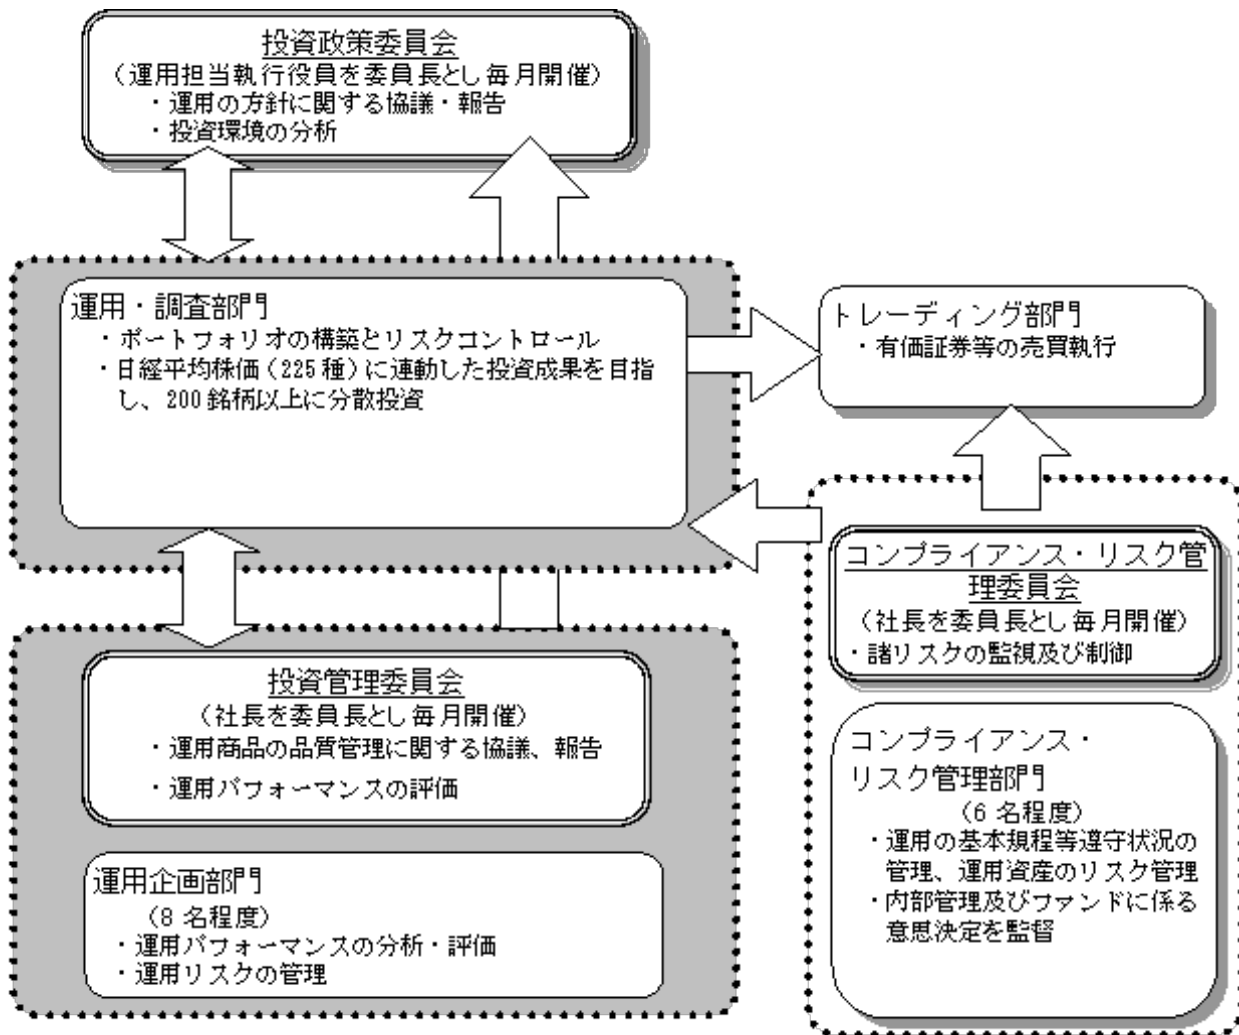 投資政策委員会
（運用担当執行役員を委員長とし毎月開催）
・運用の方針に関する協議・報告
・投資環境の分析
運用・調査部門
・ポートフォリオの構築とリスクコントロール
・日経平均株価（225 種）に連動した投資成果を目指
し、200 銘柄以上に分散投資
トレーディング部門
・有価証券等の売買執行
コンプライアンス・リスク管
理委員会
（社長を委員長とし毎月開催）
・諸リスクの監視及び制御
投資管理委員会
（社長を委員長とし毎月開催）
・運用商品の品質管理に関する協議、報告
・運用パフォーマンスの評価
コンプライアンス・
リスク管理部門
（6 名程度）
・運用の基本規程等遵守状況の
管理、運用資産のリスク管理
・内部管理及びファンドに係る
意思決定を監督
運用企画部門
（8 名程度）
・運用パフォーマンスの分析・評価
・運用リスクの管理